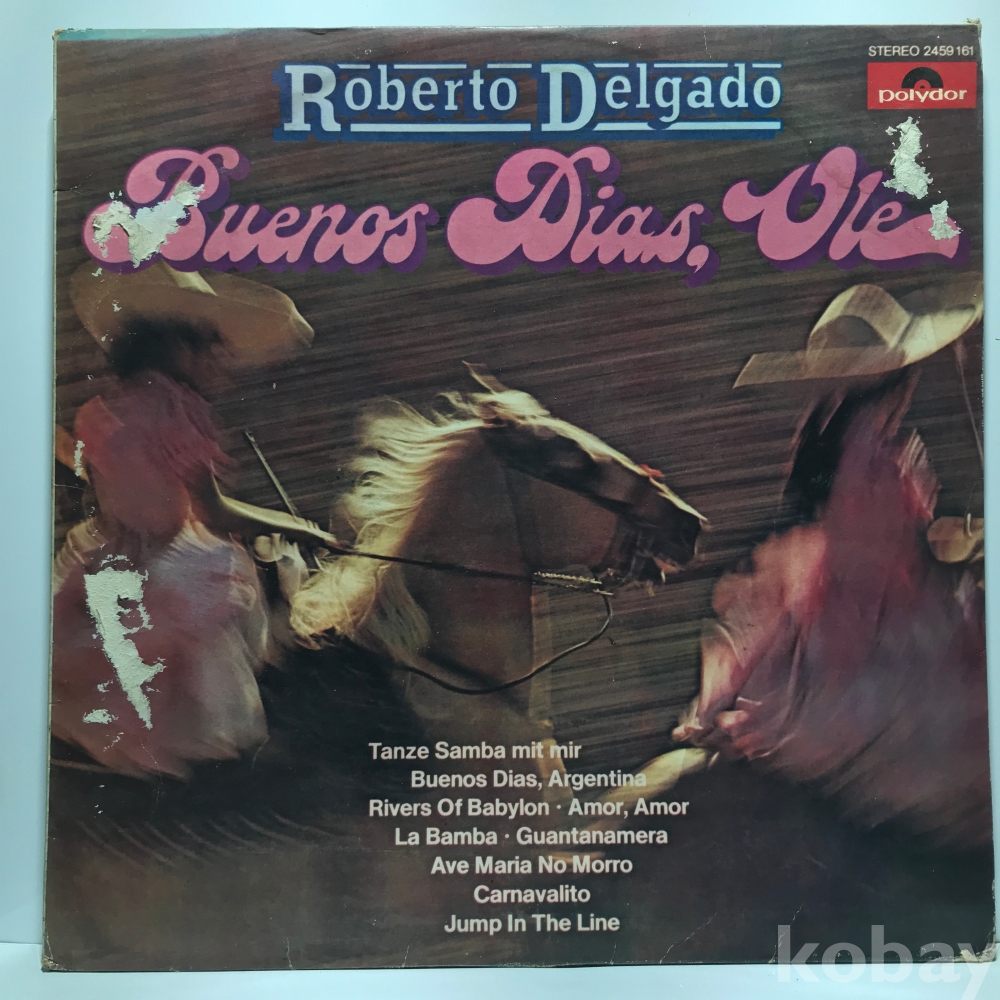 STEREO 2459 161
polydor
Roberto Delgado
Buenos Dias, Olé
Tanze Samba mit mir
Buenos Dias, Argentina
Rivers Of Babylon · Amor, Amor
La Bamba · Guantanamera
Ave Maria No Morro
Carnavalito
Jump In The Line
kobay